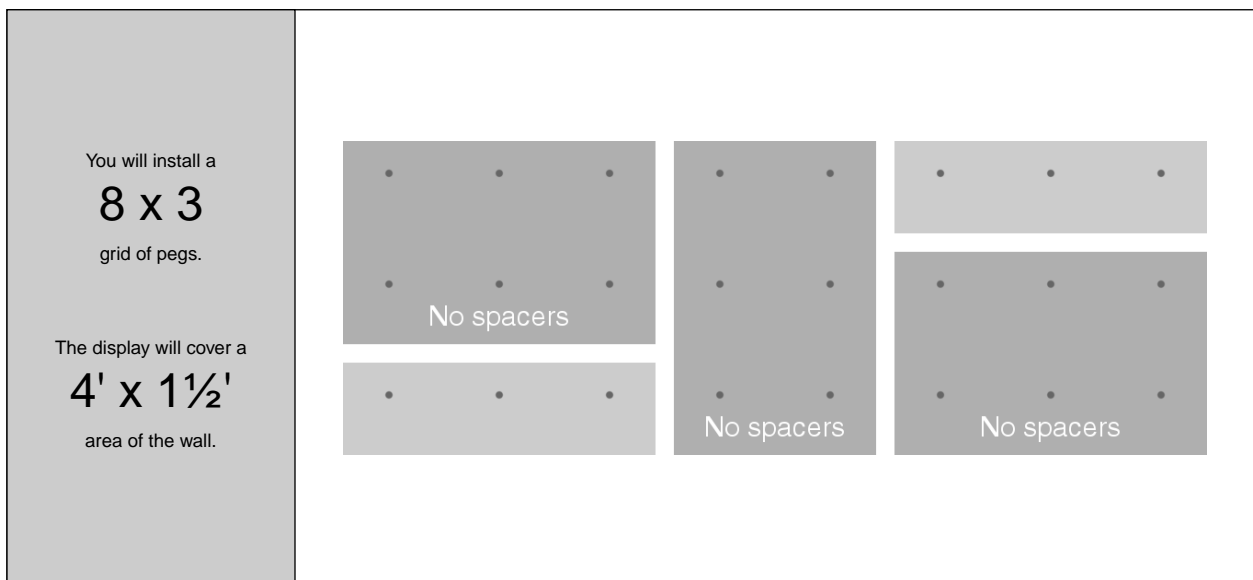 You will install a
8 x 3
grid of pegs.
The display will cover a
4' x 1½'
area of the wall.
No spacers
No spacers
No spacers